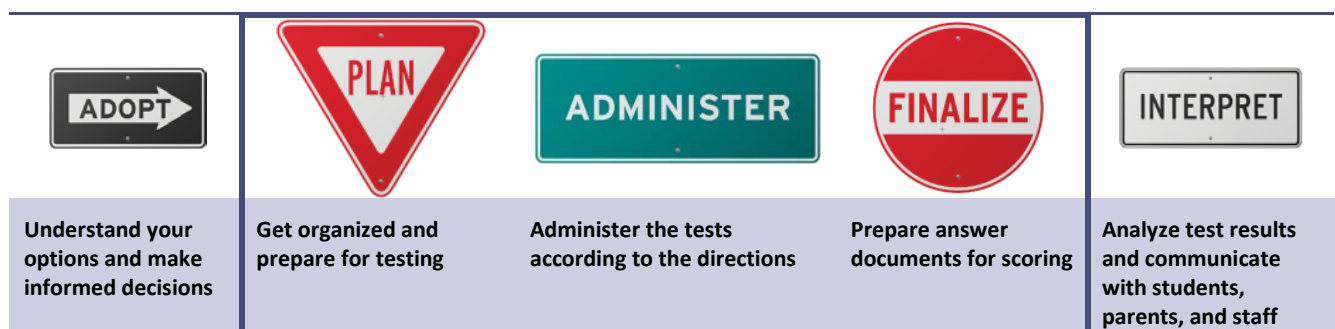 ADOPT
PLAN
ADMINISTER
FINALIZE
INTERPRET
Understand your
options and make
informed decisions
Get organized and
prepare for testing
Administer the tests
according to the directions
Prepare answer
documents for scoring
Analyze test results
and communicate
with students,
parents, and staff